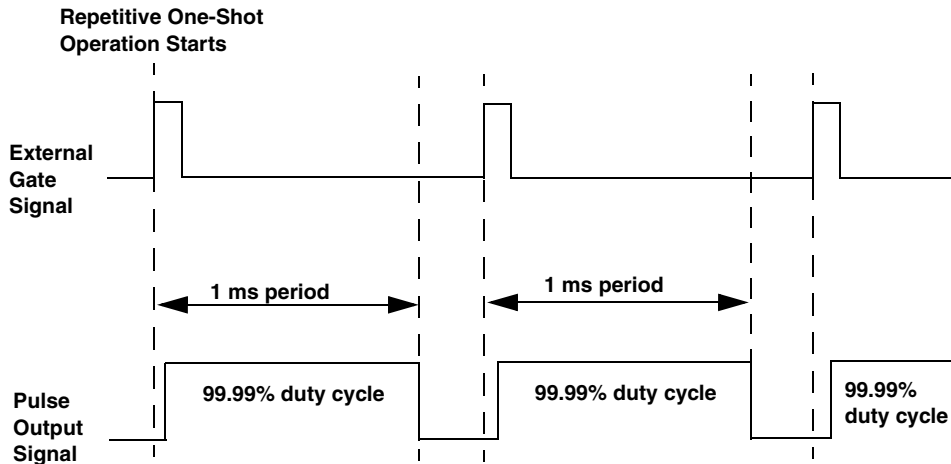 Repetitive One-Shot
Operation Starts
External
Gate
Signal
1 ms period
1 ms period
Pulse
Output
Signal
99.99% duty cycle
99.99% duty cycle
99.99%
duty cycle